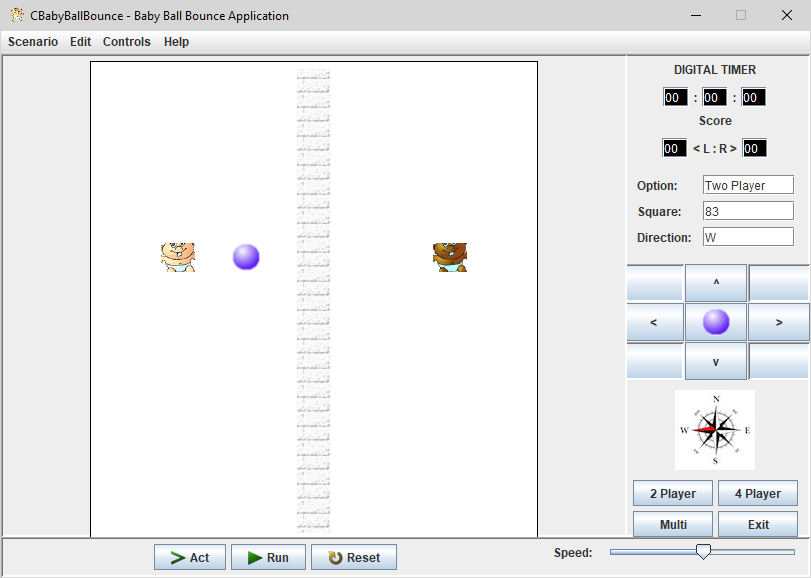 CBabyBallBounce - Baby Ball Bounce Application
Scenario Edit Controls Help
DIGITAL TIMER
00 : 00 : 00
Score
00 < L : R > 00
Option: Two Player
Square: 83
Direction: W
^
< >
v
N
W E
S
2 Player 4 Player
Multi Exit
Act Run Reset Speed: